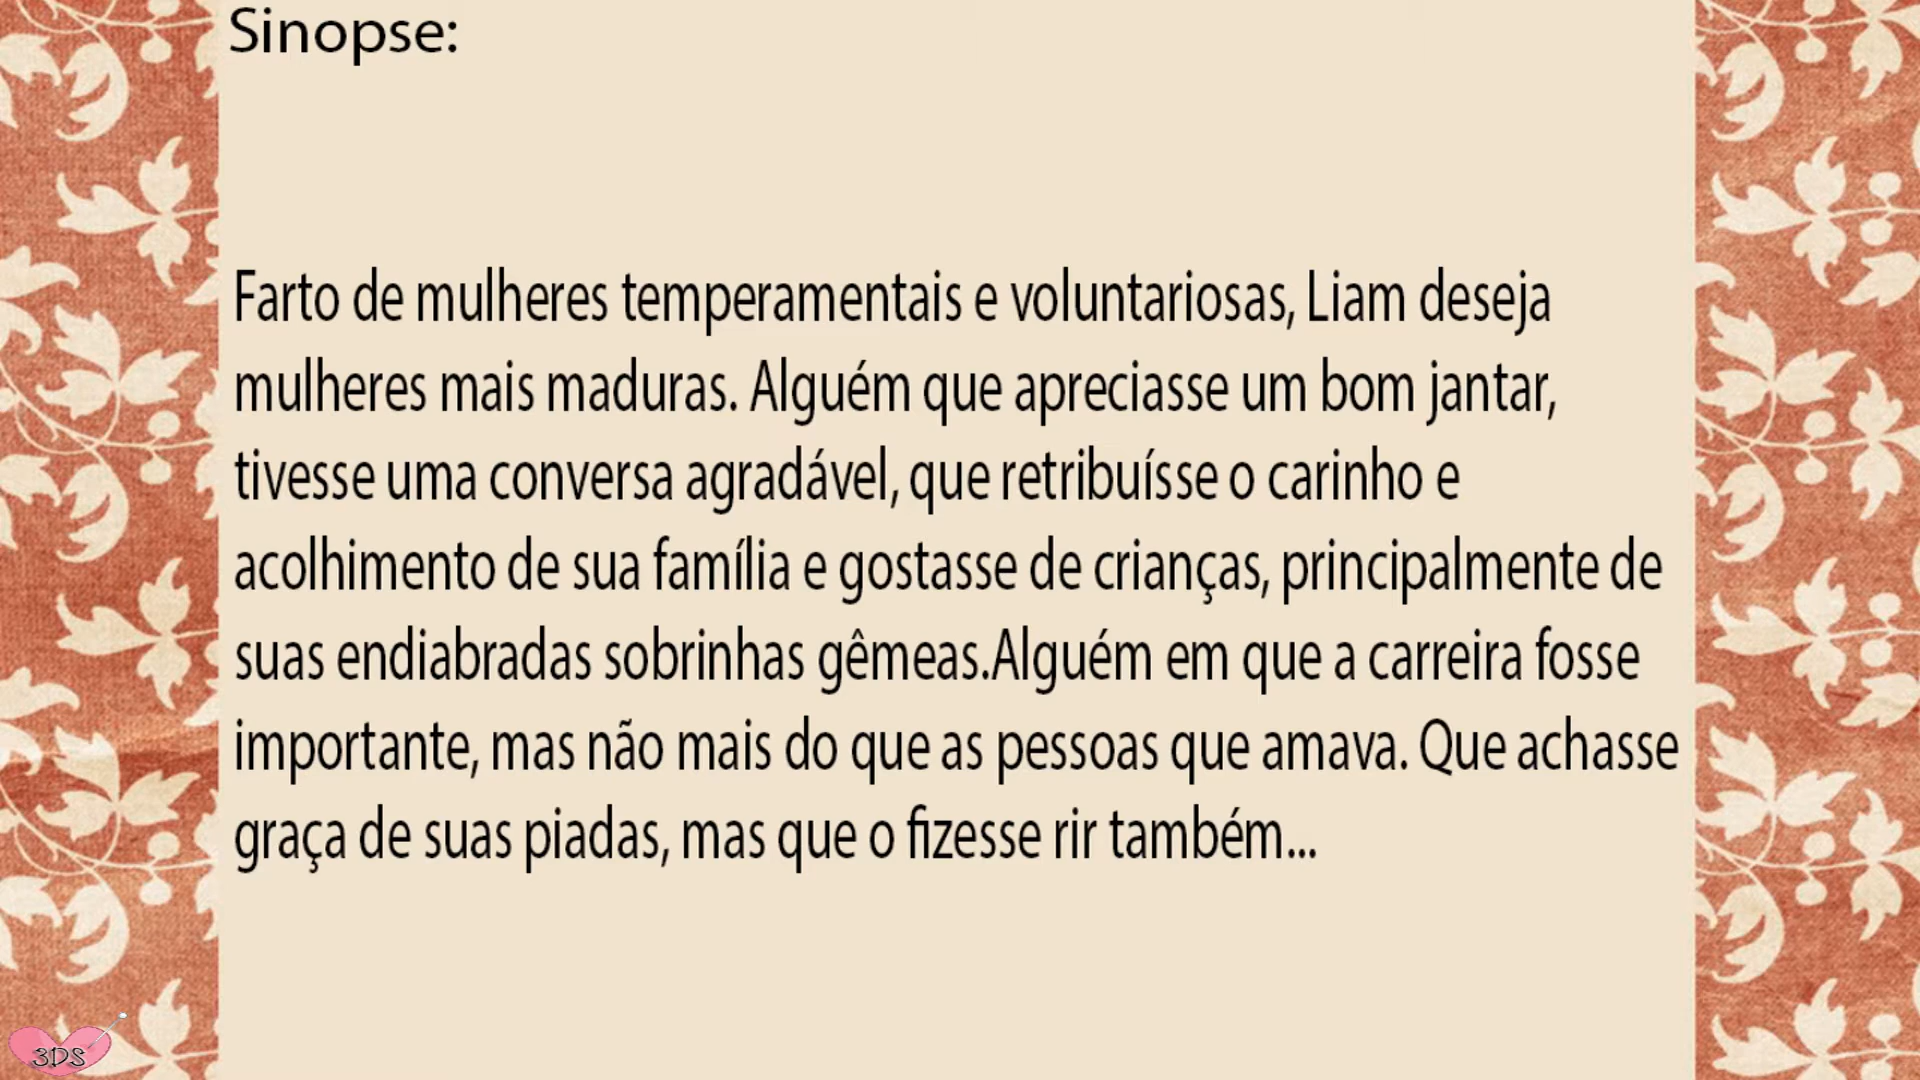 Sinopse:
Farto de mulheres temperamentais e voluntariosas, Liam deseja
mulheres mais maduras. Alguém que apreciasse um bom jantar,
tivesse uma conversa agradável, que retribuísse o carinho e
acolhimento de sua família e gostasse de crianças, principalmente de
suas endiabradas sobrinhas gêmeas.Alguém em que a carreira fosse
importante, mas não mais do que as pessoas que amava. Que achasse
graça de suas piadas, mas que o fizesse rir também...
3DS